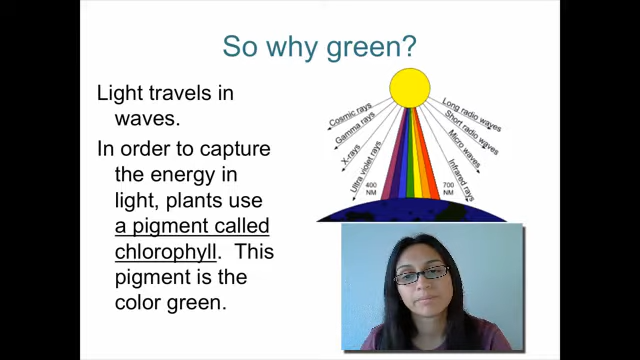 So why green?
Light travels in
waves.
In order to capture
the energy in
light, plants use
a pigment called
chlorophyll. This
pigment is the
color green.
Cosmic rays
Gamma rays
X-rays
Ultra violet rays
Long radio waves
Short radio waves
Micro waves
Infrared rays
400
NM
700
NM